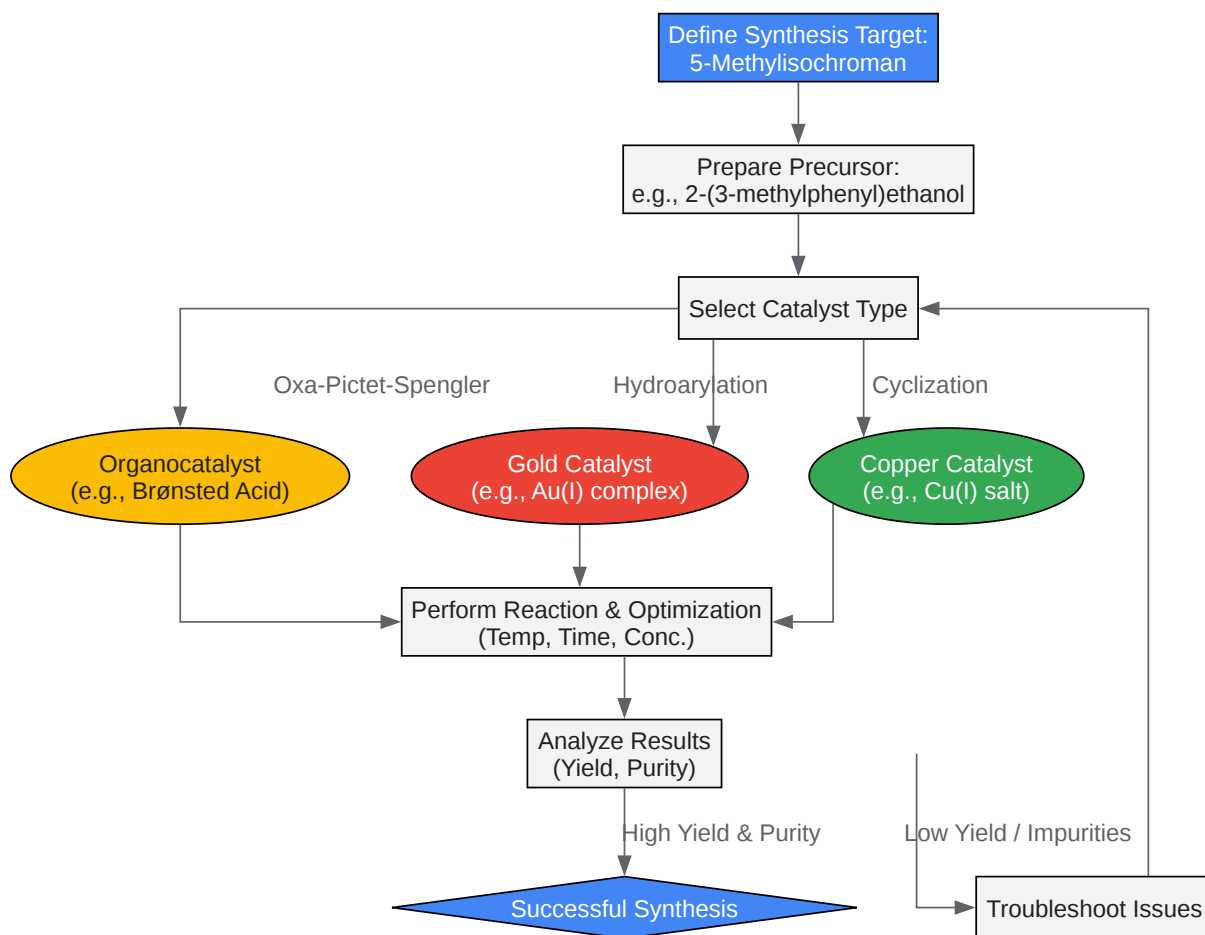 Define Synthesis Target:
5-Methylisochroman
Prepare Precursor:
e.g., 2-(3-methylphenyl)ethanol
Select Catalyst Type
Oxa-Pictet-Spengler
Hydroarylation
Cyclization
Organocatalyst
(e.g., Brønsted Acid)
Gold Catalyst
(e.g., Au(I) complex)
Copper Catalyst
(e.g., Cu(I) salt)
Perform Reaction & Optimization
(Temp, Time, Conc.)
Analyze Results
(Yield, Purity)
High Yield & Purity
Low Yield / Impurities
Successful Synthesis
Troubleshoot Issues